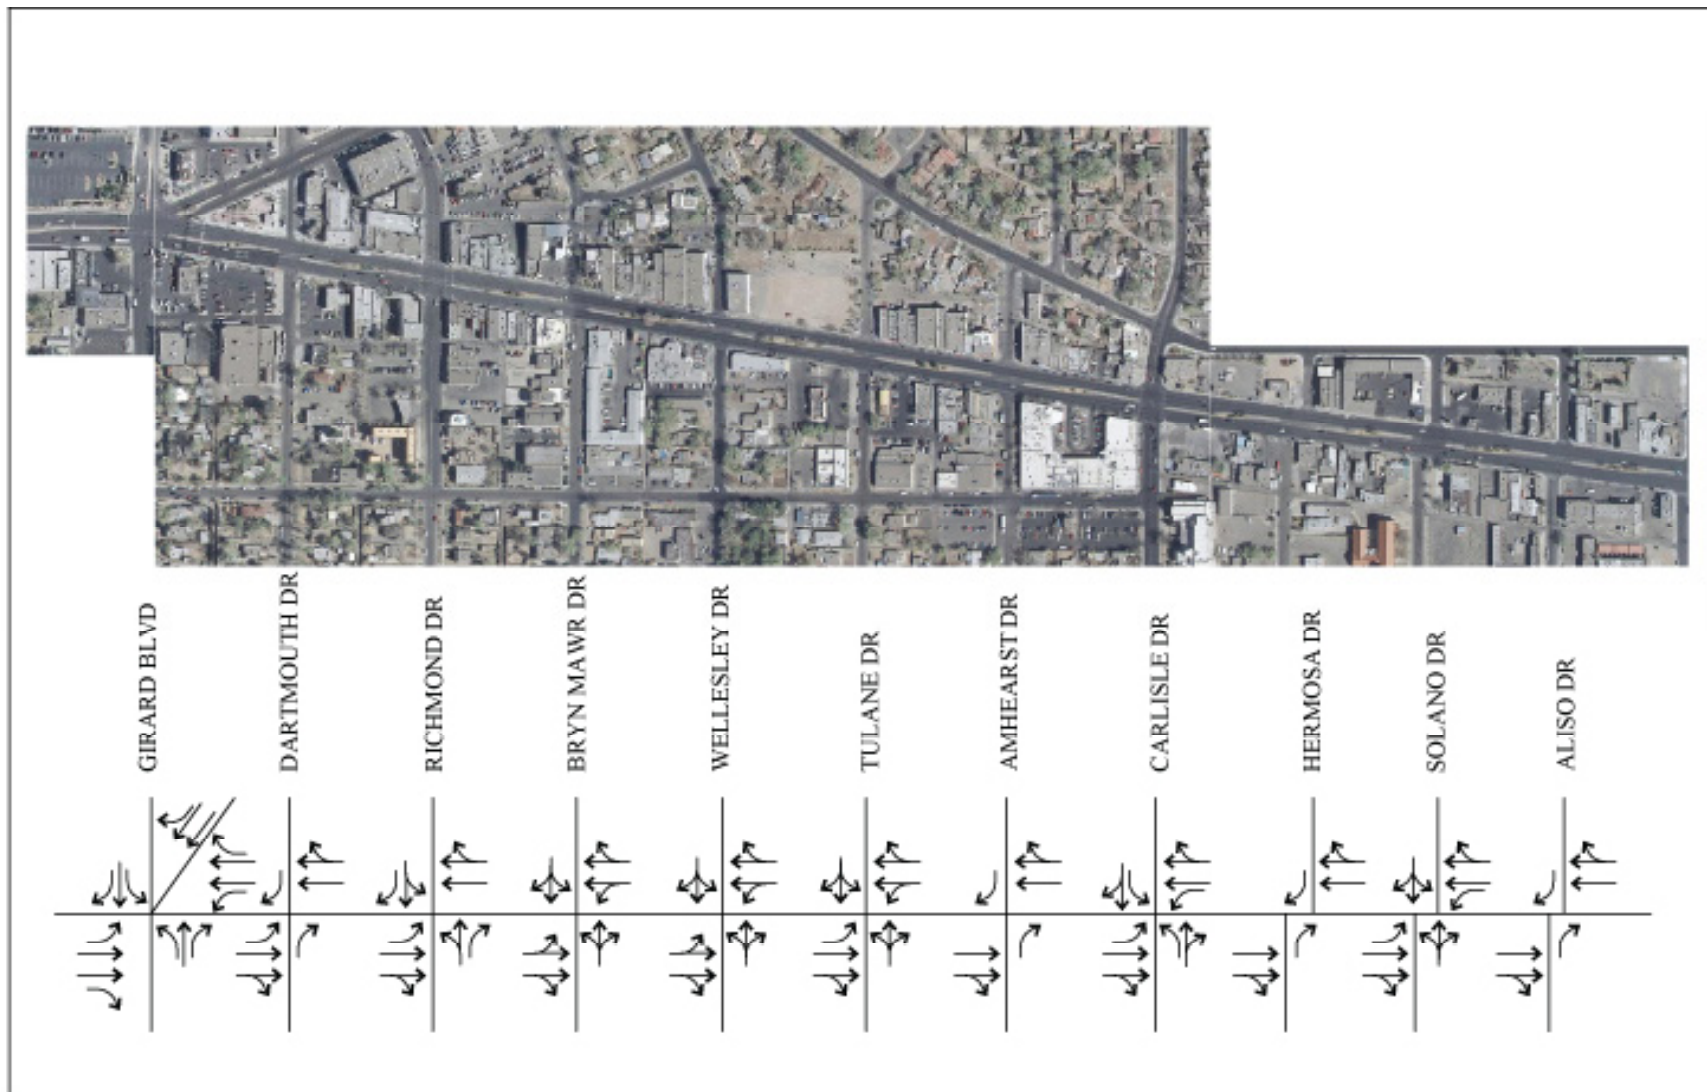 GIRARD BLVD
DARTMOUTH DR
RICHMOND DR
BRYN MAWR DR
WELLESLEY DR
TULANE DR
AMHEARST DR
CARLISLE DR
HERMOSA DR
SOLANO DR
ALISO DR